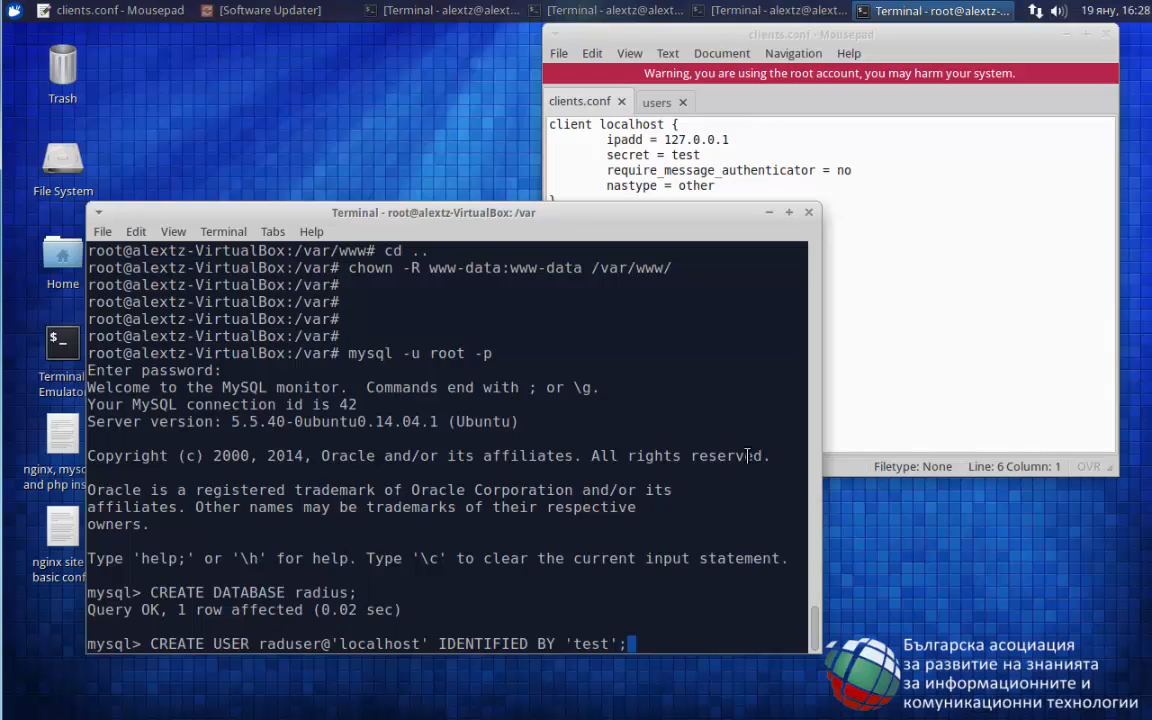 clients.conf - Mousepad
[Software Updater]
[Terminal - alextz@alext...
[Terminal - alextz@alext...
[Terminal - alextz@alext...
Terminal - root@alextz-...
19 яну, 16:28
Trash
File System
Home
Terminal
Emulator
nginx, mysq
and php ins
nginx site
basic conf
clients.conf - Mousepad
File Edit View Text Document Navigation Help
Warning, you are using the root account, you may harm your system.
clients.conf users
client localhost {
ipadd = 127.0.0.1
secret = test
require_message_authenticator = no
nastype = other
}
Filetype: None Line: 6 Column: 1 OVR
Terminal - root@alextz-VirtualBox: /var
File Edit View Terminal Tabs Help
root@alextz-VirtualBox:/var/www# cd ..
root@alextz-VirtualBox:/var# chown -R www-data:www-data /var/www/
root@alextz-VirtualBox:/var#
root@alextz-VirtualBox:/var#
root@alextz-VirtualBox:/var#
root@alextz-VirtualBox:/var#
root@alextz-VirtualBox:/var# mysql -u root -p
Enter password:
Welcome to the MySQL monitor.  Commands end with ; or \g.
Your MySQL connection id is 42
Server version: 5.5.40-0ubuntu0.14.04.1 (Ubuntu)
Copyright (c) 2000, 2014, Oracle and/or its affiliates. All rights reserved.
Oracle is a registered trademark of Oracle Corporation and/or its
affiliates. Other names may be trademarks of their respective
owners.
Type 'help;' or '\h' for help. Type '\c' to clear the current input statement.
mysql> CREATE DATABASE radius;
Query OK, 1 row affected (0.02 sec)
mysql> CREATE USER raduser@'localhost' IDENTIFIED BY 'test';
Българска асоциация
за развитие на знанията
за информационните и
комуникационни технологии